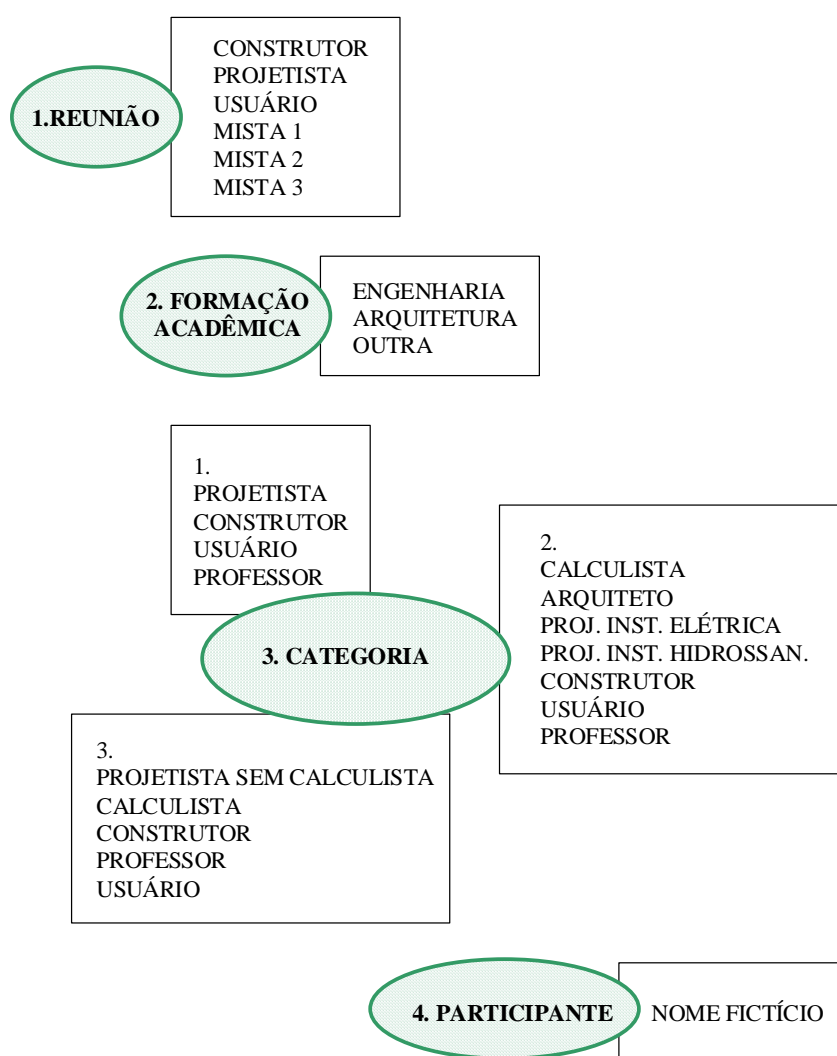 1.REUNIÃO
CONSTRUTOR
PROJETISTA
USUÁRIO
MISTA 1
MISTA 2
MISTA 3
2. FORMAÇÃO
ACADÊMICA
ENGENHARIA
ARQUITETURA
OUTRA
3. CATEGORIA
1.
PROJETISTA
CONSTRUTOR
USUÁRIO
PROFESSOR
2.
CALCULISTA
ARQUITETO
PROJ. INST. ELÉTRICA
PROJ. INST. HIDROSSAN.
CONSTRUTOR
USUÁRIO
PROFESSOR
3.
PROJETISTA SEM CALCULISTA
CALCULISTA
CONSTRUTOR
PROFESSOR
USUÁRIO
4. PARTICIPANTE
NOME FICTÍCIO